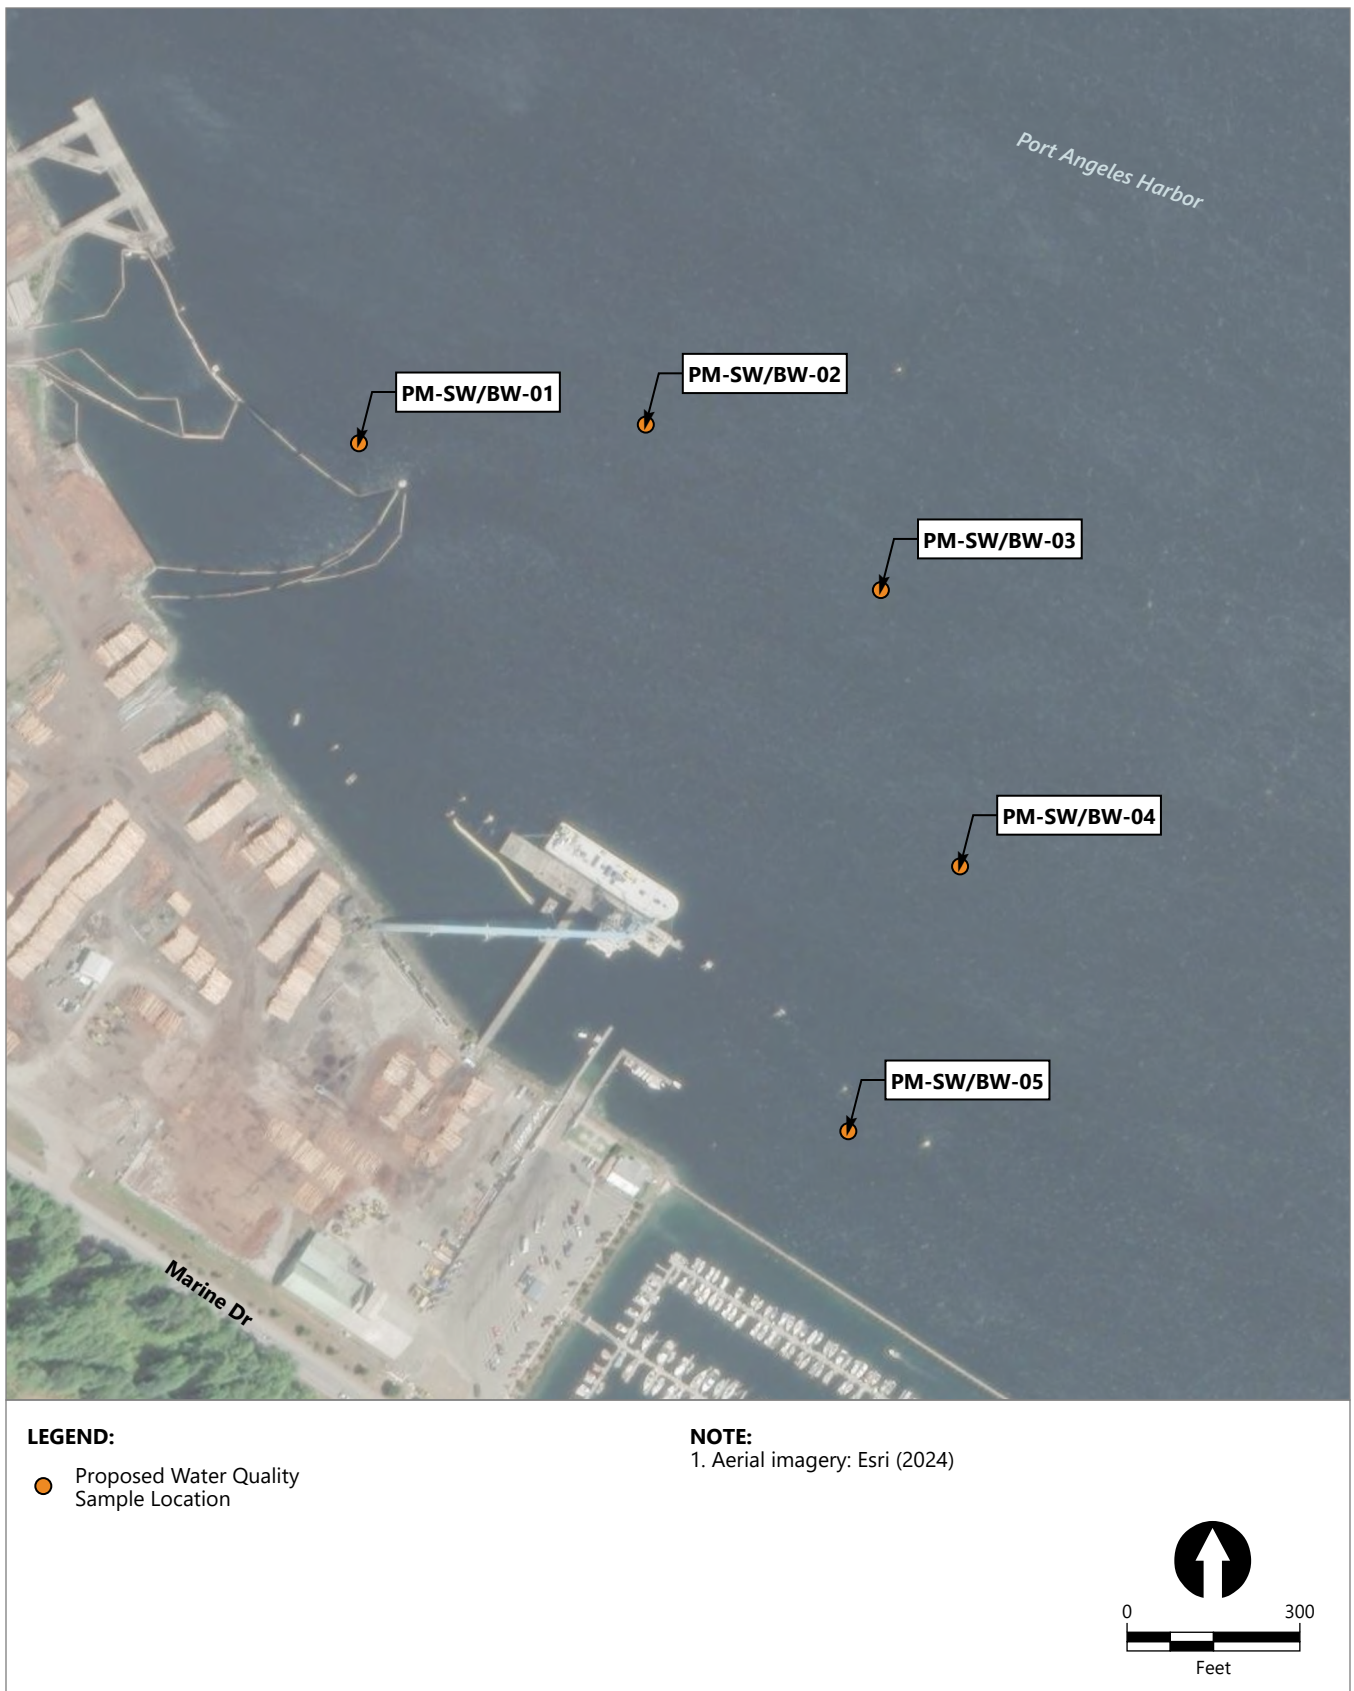 Port Angeles Harbor
PM-SW/BW-02
PM-SW/BW-01
PM-SW/BW-03
PM-SW/BW-04
PM-SW/BW-05
Marine Dr
LEGEND:
Proposed Water Quality
Sample Location
NOTE:
1. Aerial imagery: Esri (2024)
0 300
Feet